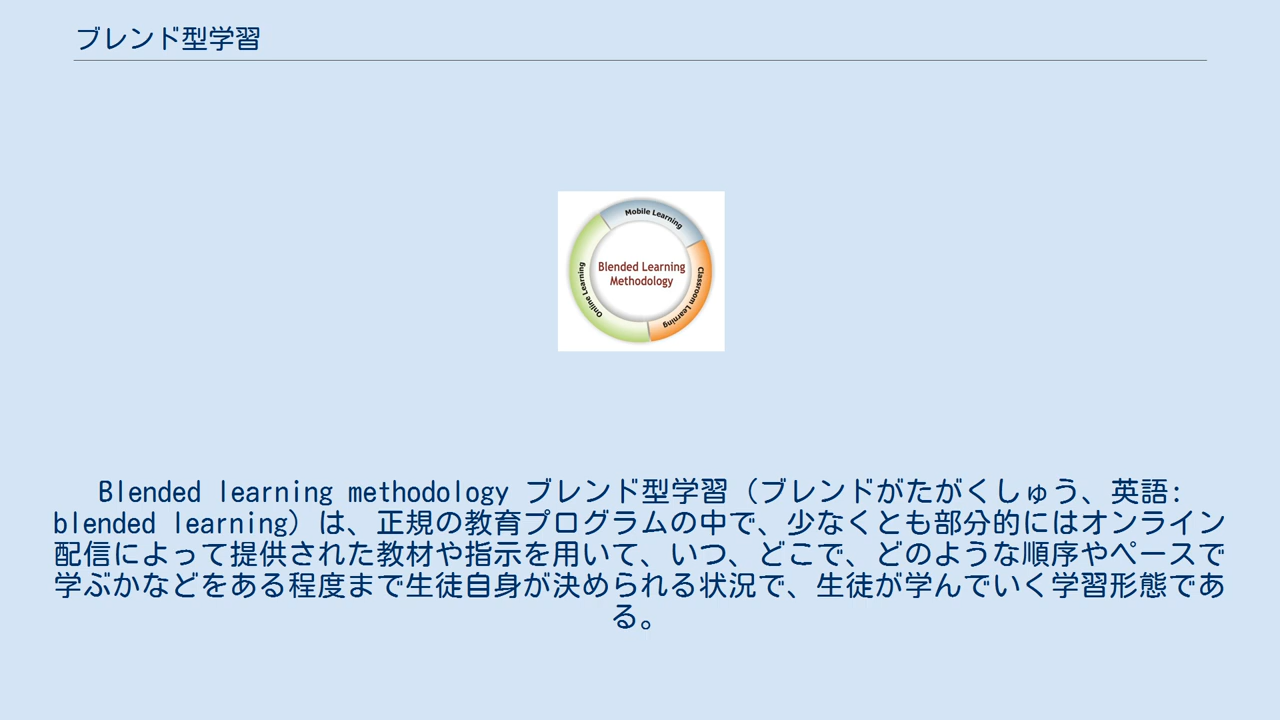 ブレンド型学習
Mobile Learning
Blended Learning
Methodology
Online Learning
Classroom Learning
Blended learning methodology ブレンド型学習（ブレンドがたがくしゅう、英語:
blended learning）は、正規の教育プログラムの中で、少なくとも部分的にはオンライン
配信によって提供された教材や指示を用いて、いつ、どこで、どのような順序やペースで
学ぶかなどをある程度まで生徒自身が決められる状況で、生徒が学んでいく学習形態であ
る。